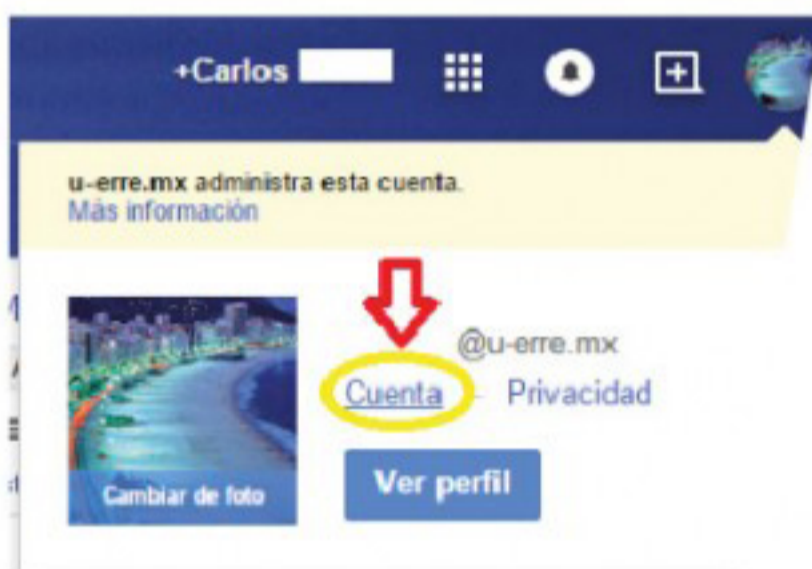 +Carlos
u-erre.mx administra esta cuenta.
Más información
@u-erre.mx
Cuenta – Privacidad
Cambiar de foto
Ver perfil